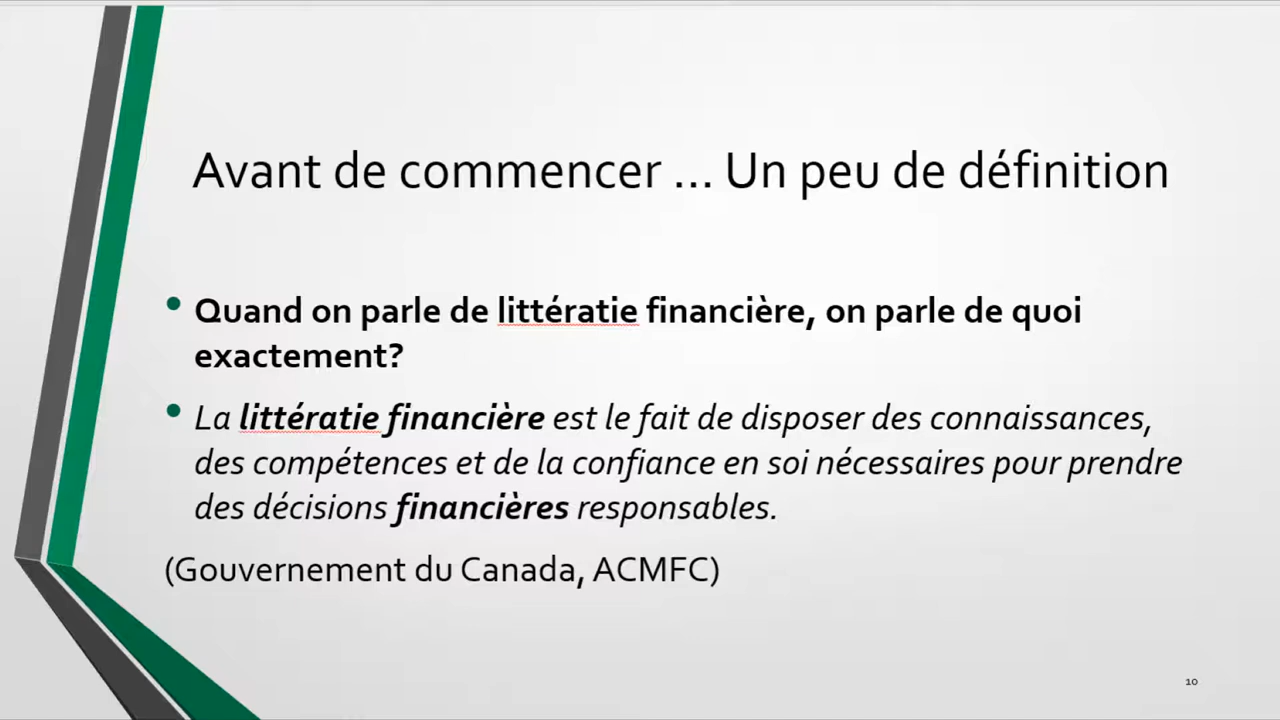 Avant de commencer ... Un peu de définition
• Quand on parle de littératie financière, on parle de quoi
exactement?
• La littératie financière est le fait de disposer des connaissances,
des compétences et de la confiance en soi nécessaires pour prendre
des décisions financières responsables.
(Gouvernement du Canada, ACMFC)
10